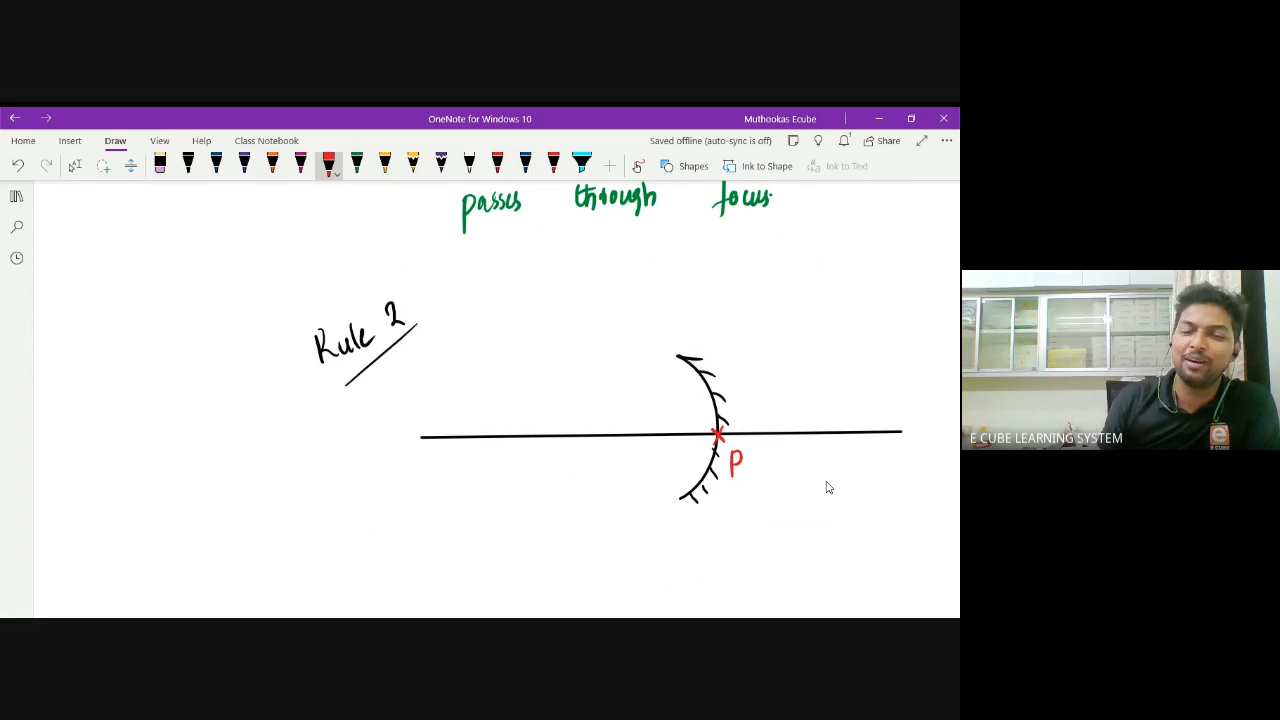 OneNote for Windows 10
Muthookas Ecube
Home Insert Draw View Help Class Notebook
Saved offline (auto-sync is off)
Share
Shapes
Ink to Shape
Ink to Text
passes through focus.
Rule 2
P
E CUBE LEARNING SYSTEM
e
E-CUBE